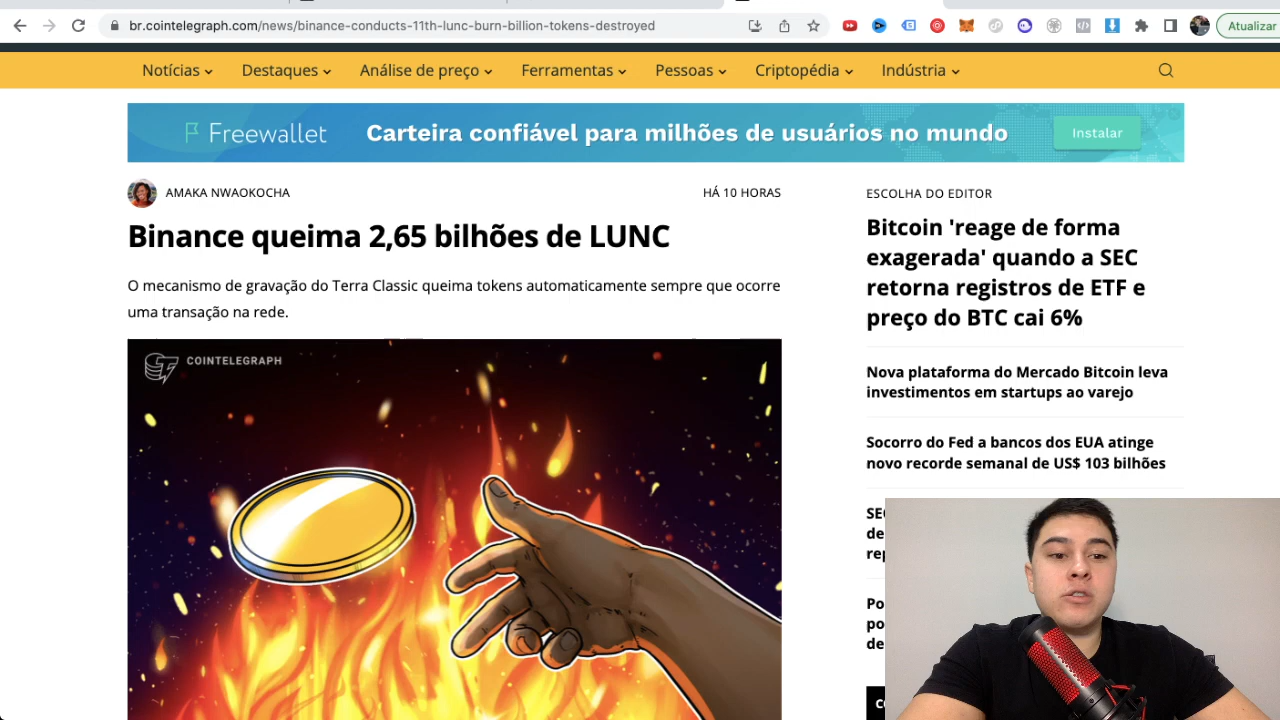 br.cointelegraph.com/news/binance-conducts-11th-lunc-burn-billion-tokens-destroyed
Atualizar
Notícias Destaques Análise de preço Ferramentas Pessoas Criptopédia Indústria
Freewallet Carteira confiável para milhões de usuários no mundo Instalar
AMAKA NWAOKOCHA
HÁ 10 HORAS
Binance queima 2,65 bilhões de LUNC
O mecanismo de gravação do Terra Classic queima tokens automaticamente sempre que ocorre
uma transação na rede.
COINTELEGRAPH
ESCOLHA DO EDITOR
Bitcoin 'reage de forma
exagerada' quando a SEC
retorna registros de ETF e
preço do BTC cai 6%
Nova plataforma do Mercado Bitcoin leva
investimentos em startups ao varejo
Socorro do Fed a bancos dos EUA atinge
novo recorde semanal de US$ 103 bilhões